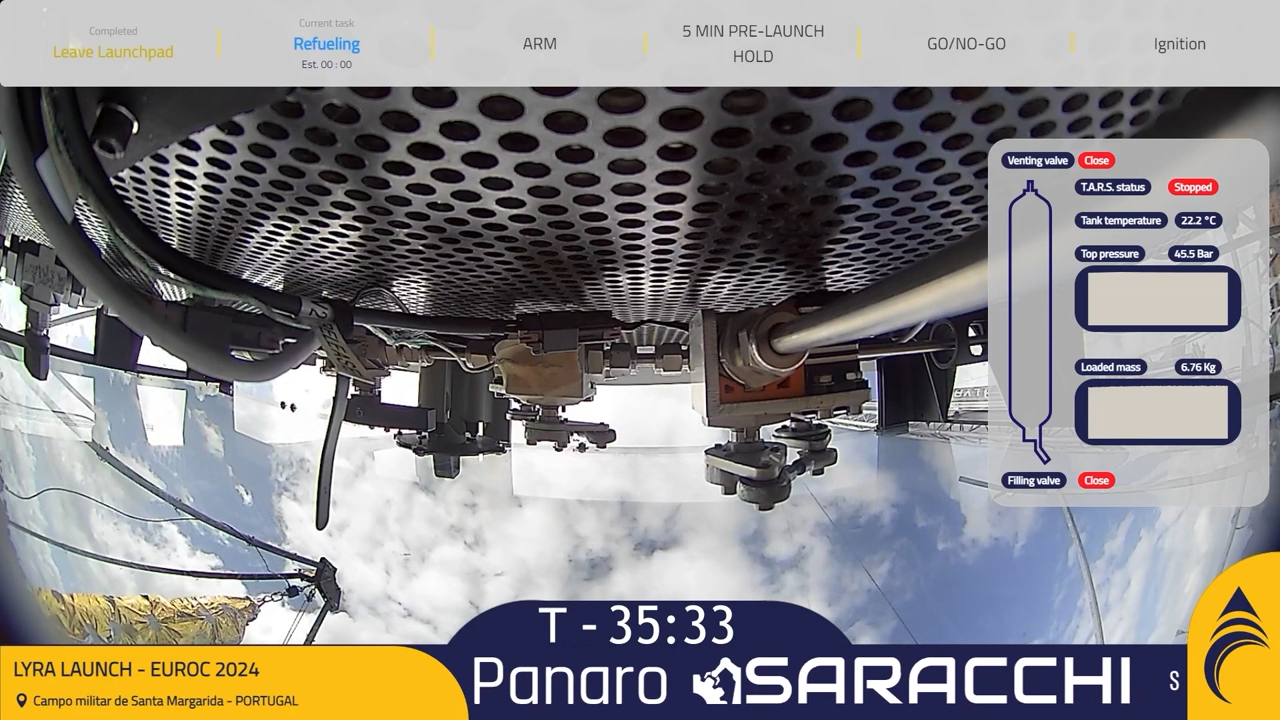 Completed
Leave Launchpad
Current task
Refueling
Est. 00 : 00
ARM
5 MIN PRE-LAUNCH
HOLD
GO/NO-GO
Ignition
Venting valve Close
T.A.R.S. status Stopped
Tank temperature 22.2 °C
Top pressure 45.5 Bar
Loaded mass 6.76 Kg
Filling valve Close
T - 35:33
LYRA LAUNCH - EUROC 2024
Campo militar de Santa Margarida - PORTUGAL
Panaro SARACCHI S